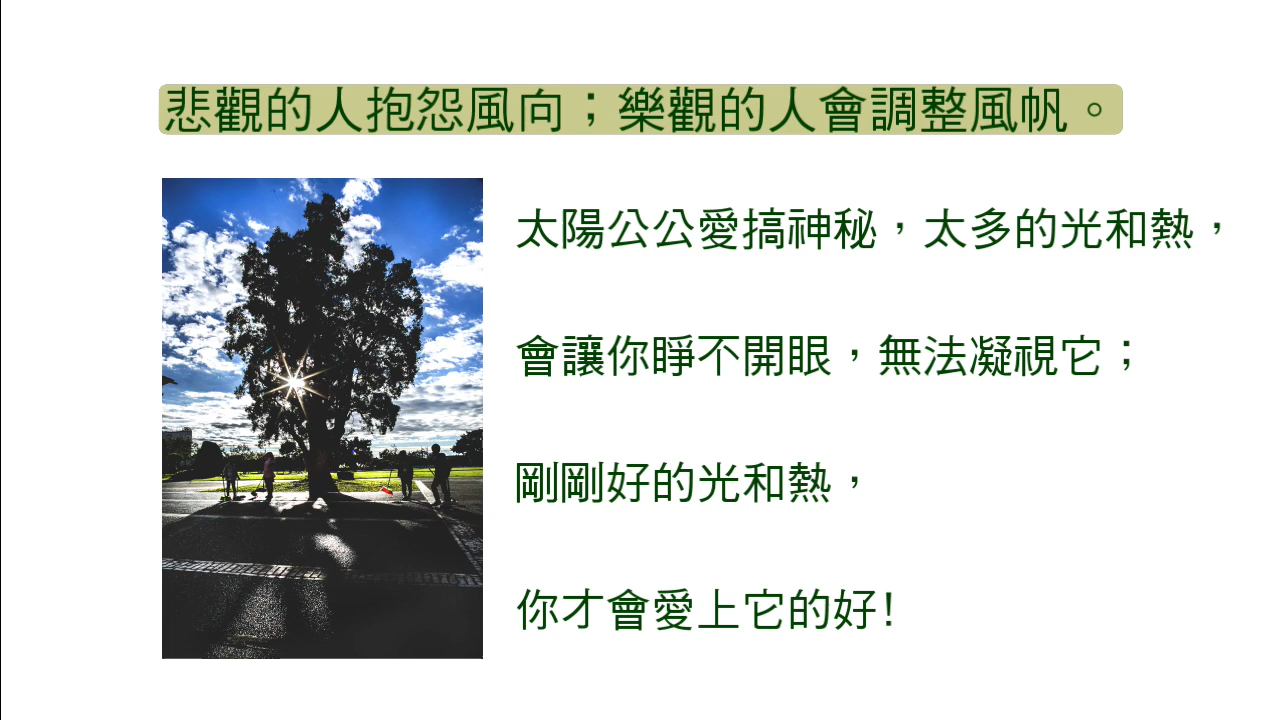 悲觀的人抱怨風向；樂觀的人會調整風帆。
太陽公公愛搞神秘，太多的光和熱，
會讓你睜不開眼，無法凝視它；
剛剛好的光和熱，
你才會愛上它的好!